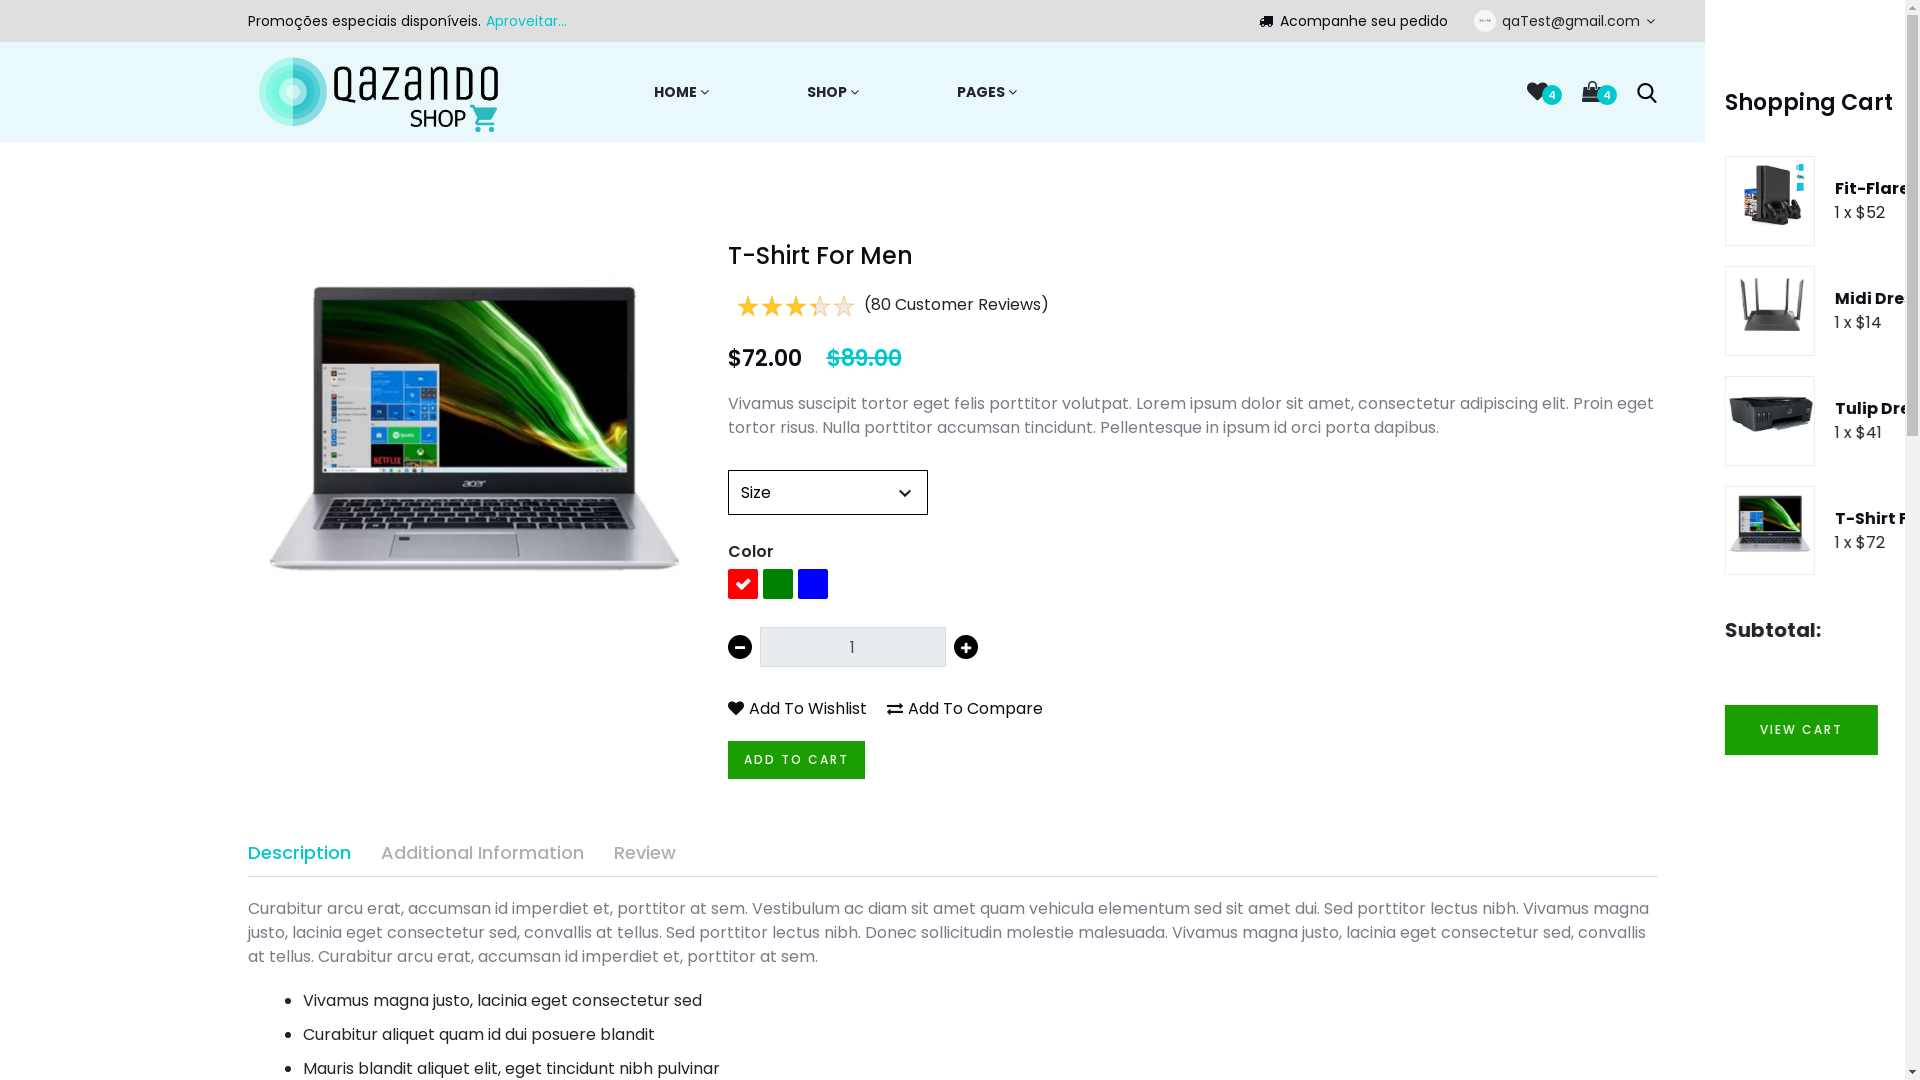 Promoções especiais disponíveis. Aproveitar...
Acompanhe seu pedido
qaTest@gmail.com
QAZANDO
SHOP
HOME
SHOP
PAGES
4
4
T-Shirt For Men
(80 Customer Reviews)
$72.00 $89.00
Vivamus suscipit tortor eget felis porttitor volutpat. Lorem ipsum dolor sit amet, consectetur adipiscing elit. Proin eget
tortor risus. Nulla porttitor accumsan tincidunt. Pellentesque in ipsum id orci porta dapibus.
Size
Color
1
Add To Wishlist
Add To Compare
ADD TO CART
acer
NETFLIX
Description
Additional Information
Review
Curabitur arcu erat, accumsan id imperdiet et, porttitor at sem. Vestibulum ac diam sit amet quam vehicula elementum sed sit amet dui. Sed porttitor lectus nibh. Vivamus magna
justo, lacinia eget consectetur sed, convallis at tellus. Sed porttitor lectus nibh. Donec sollicitudin molestie malesuada. Vivamus magna justo, lacinia eget consectetur sed, convallis
at tellus. Curabitur arcu erat, accumsan id imperdiet et, porttitor at sem.
Vivamus magna justo, lacinia eget consectetur sed
Curabitur aliquet quam id dui posuere blandit
Mauris blandit aliquet elit, eget tincidunt nibh pulvinar
Shopping Cart
Fit-Flare
1 x $52
Midi Dre
1 x $14
Tulip Dre
1 x $41
T-Shirt F
1 x $72
Subtotal:
VIEW CART